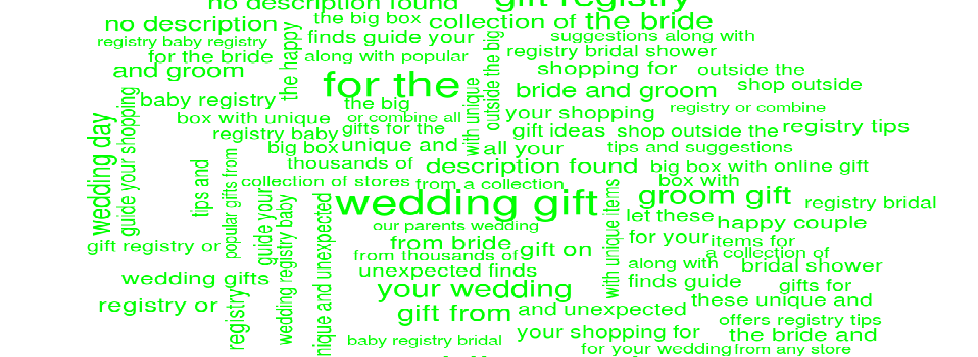 no description found
gift registry
no description
the big box
collection of
the bride
registry baby registry
the happy
finds guide your
outside the big
suggestions along with
for the bride
along with popular
registry bridal shower
and groom
for the
shopping for
outside the
baby registry
the big
with unique
bride and groom
shop outside
wedding day
guide your shopping
box with unique
or combine all
your shopping
registry or combine
registry baby
gifts for the
gift ideas
shop outside the
registry tips
big box
unique and
all your
tips and suggestions
tips and
popular gifts from
thousands of
description found
big box with
online gift
collection of stores
from a collection
box with
guide your
wedding registry baby
unexpected
nique and
wedding gift
with unique items
groom gift
registry bridal
our parents wedding
let these
happy couple
gift registry or
from bride
gift on
for your
items for
from thousands of
a collection of
wedding gifts
unexpected finds
along with
bridal shower
registry or
registry
your wedding
finds guide
gifts for
gift from
and unexpected
these unique and
baby registry bridal
your shopping for
offers registry tips
the bride and
for your wedding
from any store